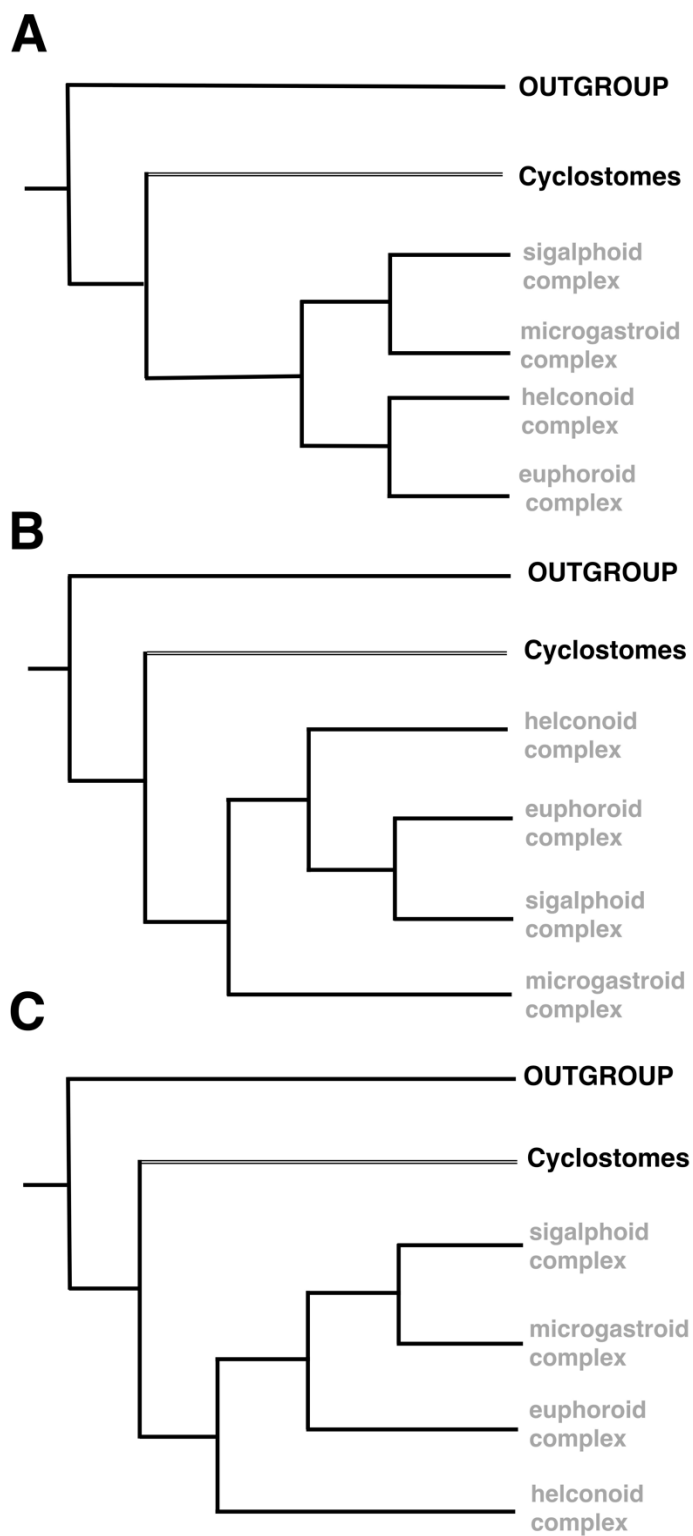 A
OUTGROUP
Cyclostomes
sigalphoid
complex
microgastroid
complex
helconoid
complex
euphoroid
complex
B
OUTGROUP
Cyclostomes
helconoid
complex
euphoroid
complex
sigalphoid
complex
microgastroid
complex
C
OUTGROUP
Cyclostomes
sigalphoid
complex
microgastroid
complex
euphoroid
complex
helconoid
complex